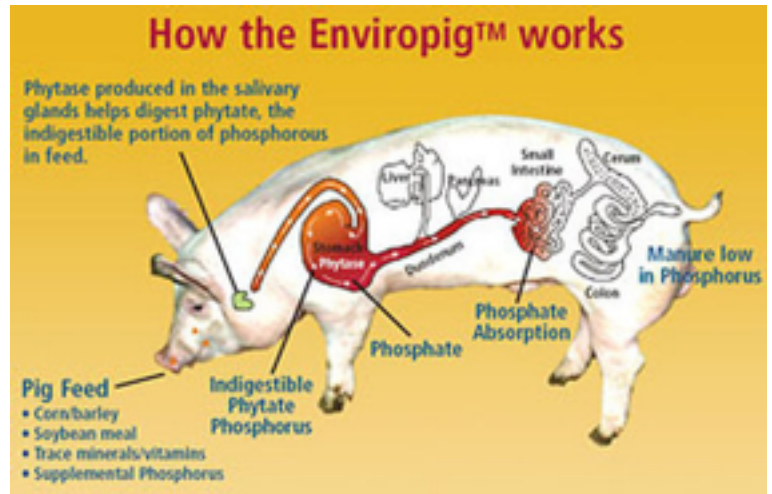 How the Enviropig™ works
Phytase produced in the salivary
glands helps digest phytate, the
indigestible portion of phosphorous
in feed.
Liver
Pancreas
Small
Intestine
Cecum
Stomach
Phytase
Duodenum
Colon
Manure low
in Phosphorus
Phosphate
Absorption
Phosphate
Indigestible
Phytate
Phosphorus
Pig Feed
• Corn/barley
• Soybean meal
• Trace minerals/vitamins
• Supplemental Phosphorus